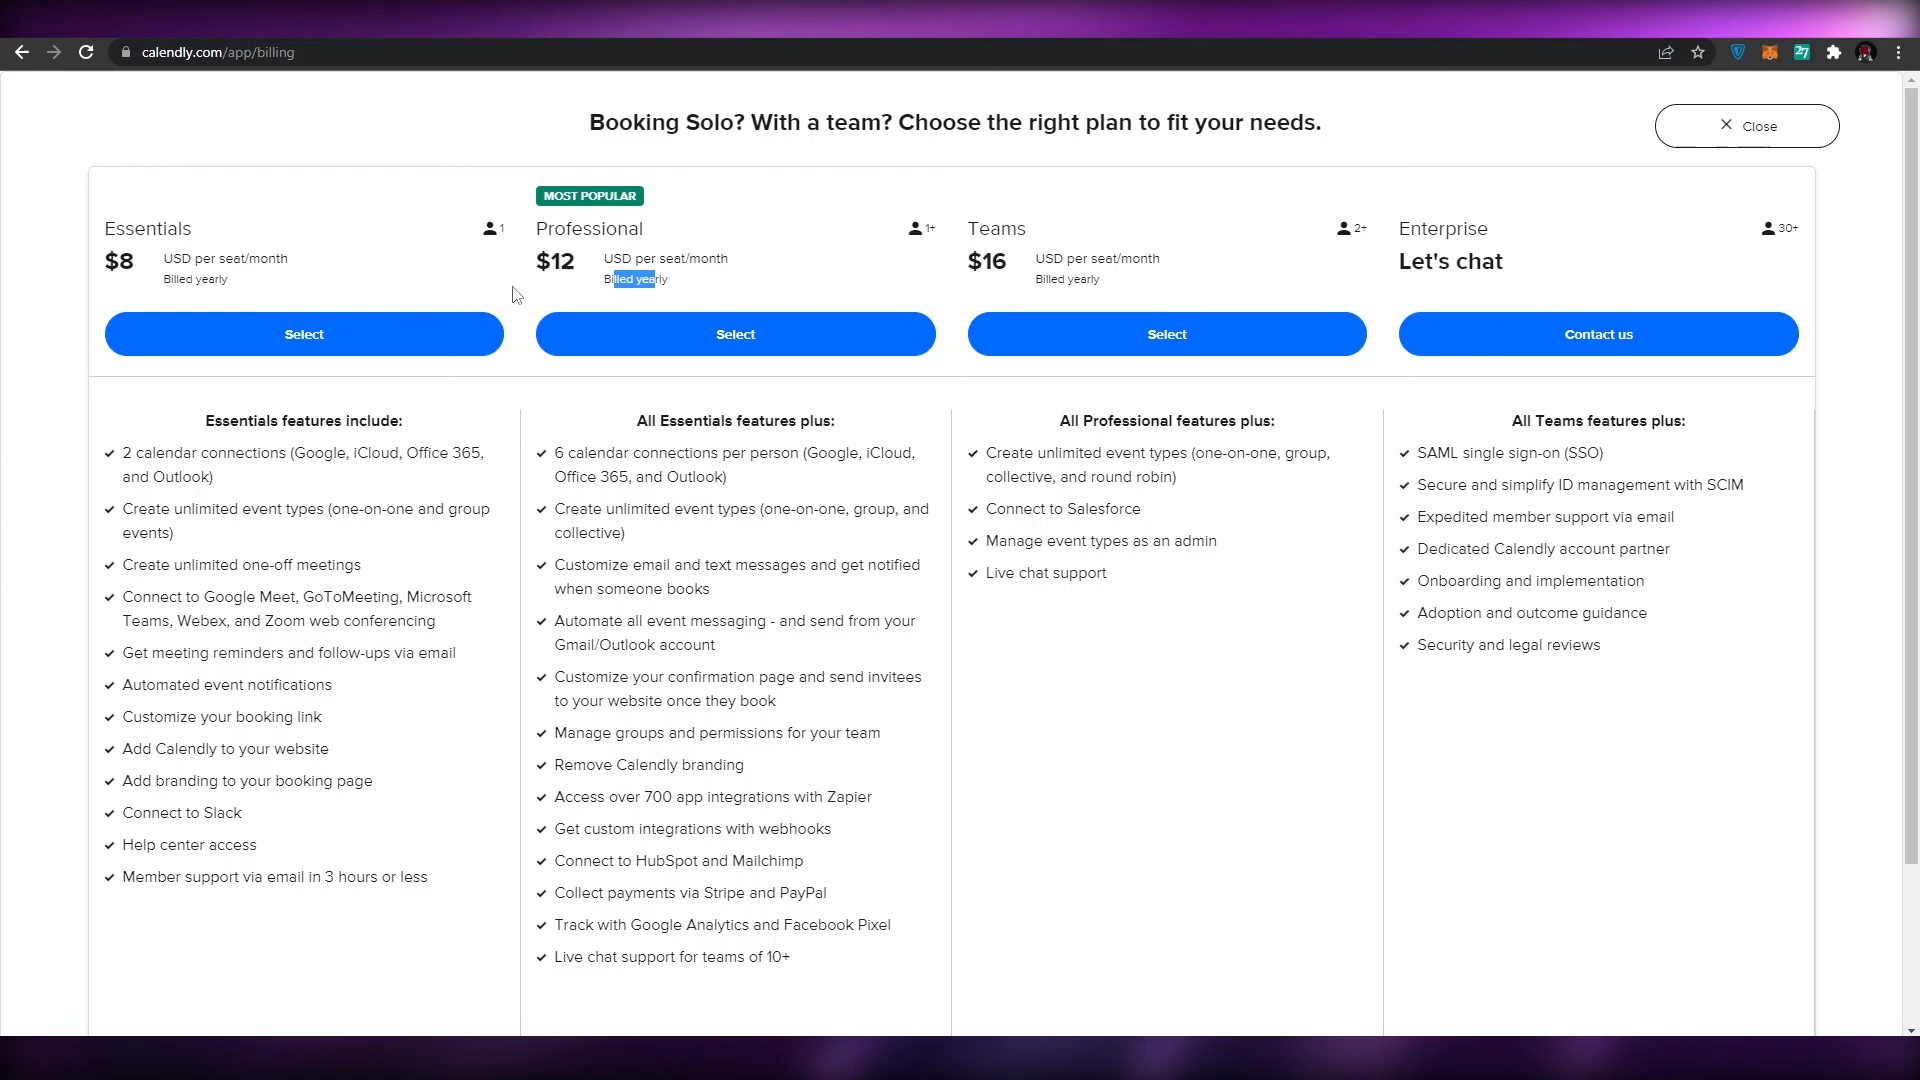 calendly.com/app/billing
27
Booking Solo? With a team? Choose the right plan to fit your needs.
Close
MOST POPULAR
Essentials
1
$8
USD per seat/month
Billed yearly
Select
Professional
1+
$12
USD per seat/month
Billed yearly
Select
Teams
2+
$16
USD per seat/month
Billed yearly
Select
Enterprise
30+
Let's chat
Contact us
Essentials features include:
2 calendar connections (Google, iCloud, Office 365,
and Outlook)
Create unlimited event types (one-on-one and group
events)
Create unlimited one-off meetings
Connect to Google Meet, GoToMeeting, Microsoft
Teams, Webex, and Zoom web conferencing
Get meeting reminders and follow-ups via email
Automated event notifications
Customize your booking link
Add Calendly to your website
Add branding to your booking page
Connect to Slack
Help center access
Member support via email in 3 hours or less
All Essentials features plus:
6 calendar connections per person (Google, iCloud,
Office 365, and Outlook)
Create unlimited event types (one-on-one, group, and
collective)
Customize email and text messages and get notified
when someone books
Automate all event messaging - and send from your
Gmail/Outlook account
Customize your confirmation page and send invitees
to your website once they book
Manage groups and permissions for your team
Remove Calendly branding
Access over 700 app integrations with Zapier
Get custom integrations with webhooks
Connect to HubSpot and Mailchimp
Collect payments via Stripe and PayPal
Track with Google Analytics and Facebook Pixel
Live chat support for teams of 10+
All Professional features plus:
Create unlimited event types (one-on-one, group,
collective, and round robin)
Connect to Salesforce
Manage event types as an admin
Live chat support
All Teams features plus:
SAML single sign-on (SSO)
Secure and simplify ID management with SCIM
Expedited member support via email
Dedicated Calendly account partner
Onboarding and implementation
Adoption and outcome guidance
Security and legal reviews